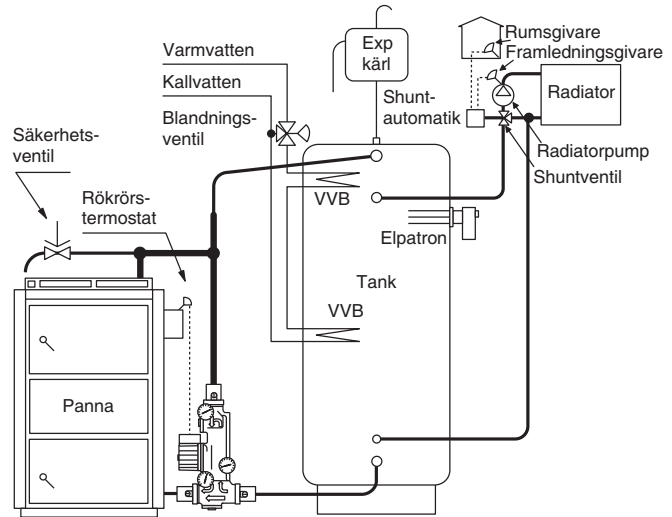 Varmvatten
Kallvatten
Blandnings-
ventil
Exp
kärl
Shunt-
automatik
Rumsgivare
Framledningsgivare
Radiator
Radiatorpump
Shuntventil
Säkerhets-
ventil
Rökrörs-
termostat
VVB
Elpatron
Tank
VVB
Panna